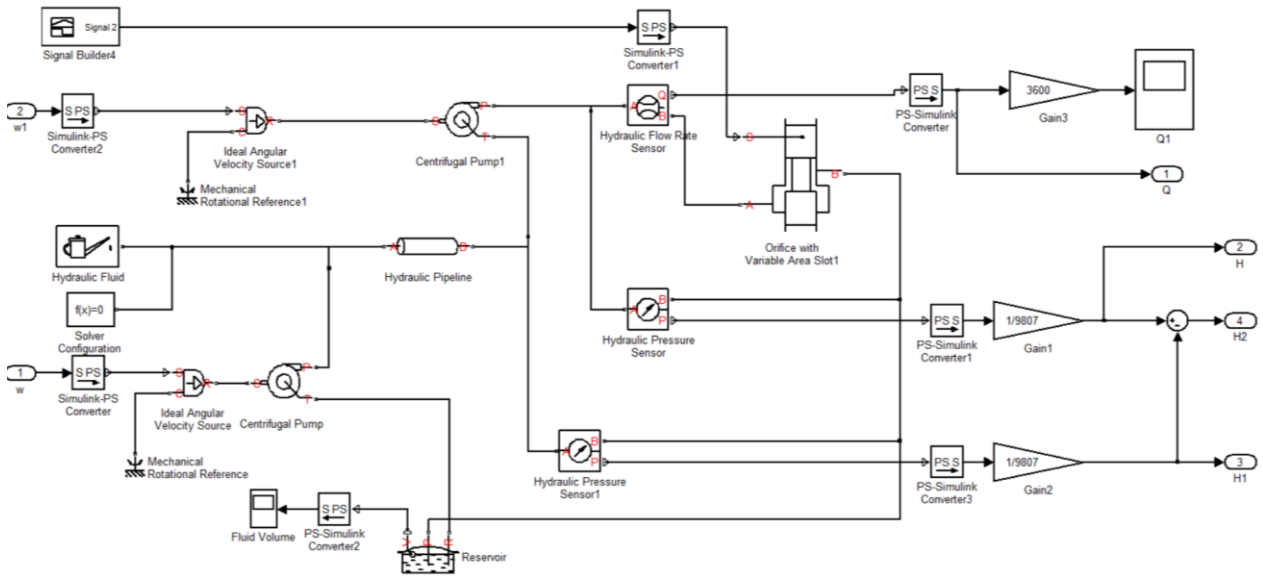 Signal 2
Signal Builder4
S PS
Simulink-PS
Converter1
2
w1
S PS
Simulink-PS
Converter2
S
C
R
Ideal Angular
Velocity Source1
Mechanical
Rotational Reference1
S
P
T
Centrifugal Pump1
A
Q
B
Hydraulic Flow Rate
Sensor
S
A
B
Orifice with
Variable Area Slot1
PS S
PS-Simulink
Converter
3600
Gain3
Q1
1
Q
Hydraulic Fluid
f(x)=0
Solver
Configuration
A
B
Hydraulic Pipeline
A
B
P
Hydraulic Pressure
Sensor
PS S
PS-Simulink
Converter1
1/9807
Gain1
2
H
+
-
4
H2
1
w
S PS
Simulink-PS
Converter
S
C
R
Ideal Angular
Velocity Source
Mechanical
Rotational Reference
S
P
T
Centrifugal Pump
A
B
P
Hydraulic Pressure
Sensor1
PS S
PS-Simulink
Converter3
1/9807
Gain2
3
H1
Fluid Volume
S PS
PS-Simulink
Converter2
V
P
R
Reservoir